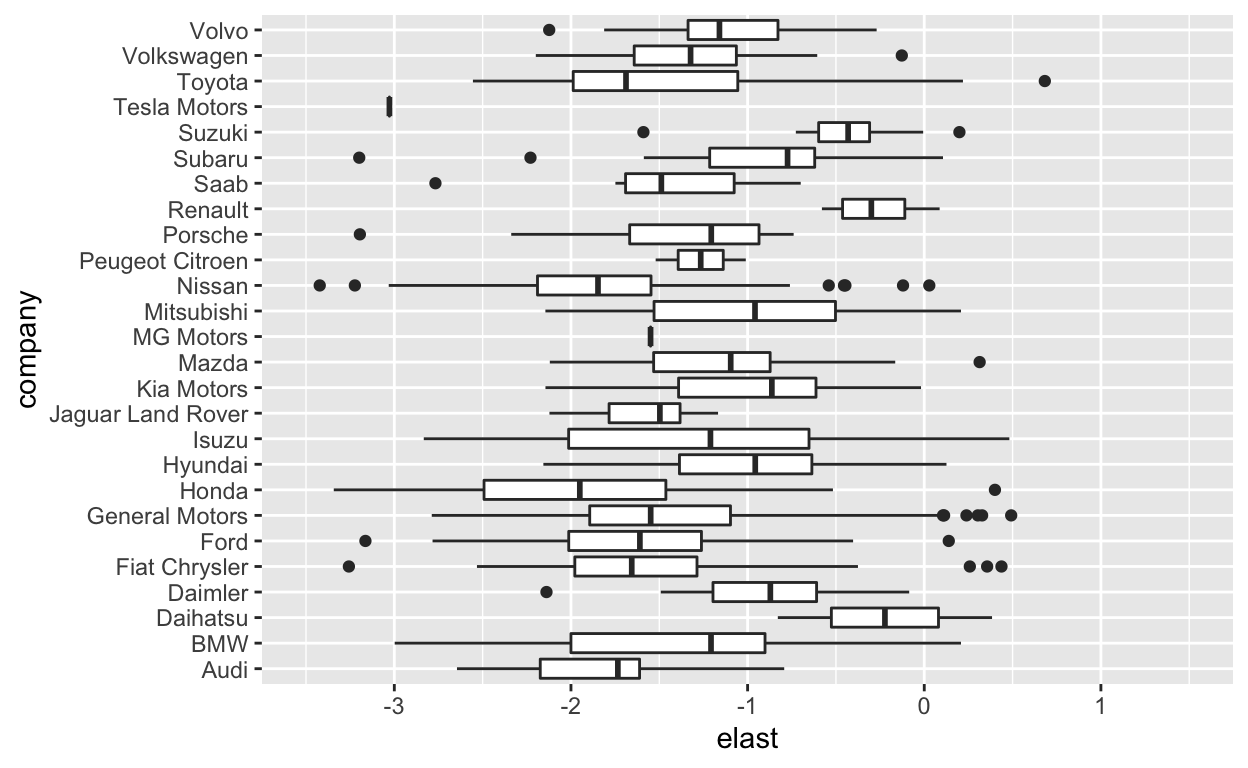 Volvo
Volkswagen
Toyota
Tesla Motors
Suzuki
Subaru
Saab
Renault
Porsche
Peugeot Citroen
Nissan
Mitsubishi
MG Motors
Mazda
Kia Motors
Jaguar Land Rover
Isuzu
Hyundai
Honda
General Motors
Ford
Fiat Chrysler
Daimler
Daihatsu
BMW
Audi
company
-3 -2 -1 0 1
elast